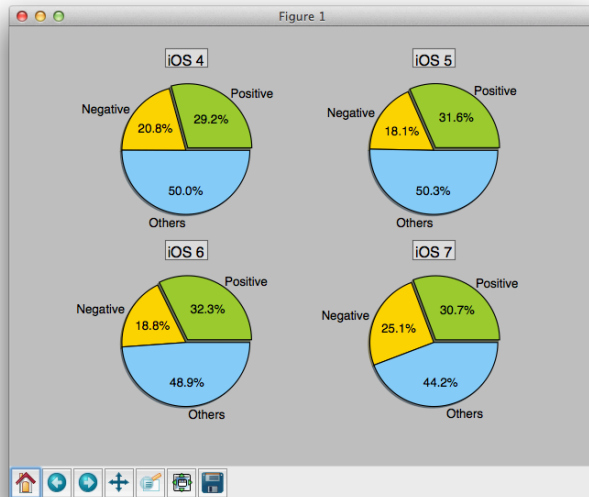 Figure 1
iOS 4
Positive
Negative
29.2%
20.8%
50.0%
Others
iOS 5
Positive
Negative
31.6%
18.1%
50.3%
Others
iOS 6
Positive
Negative
32.3%
18.8%
48.9%
Others
iOS 7
Positive
Negative
30.7%
25.1%
44.2%
Others